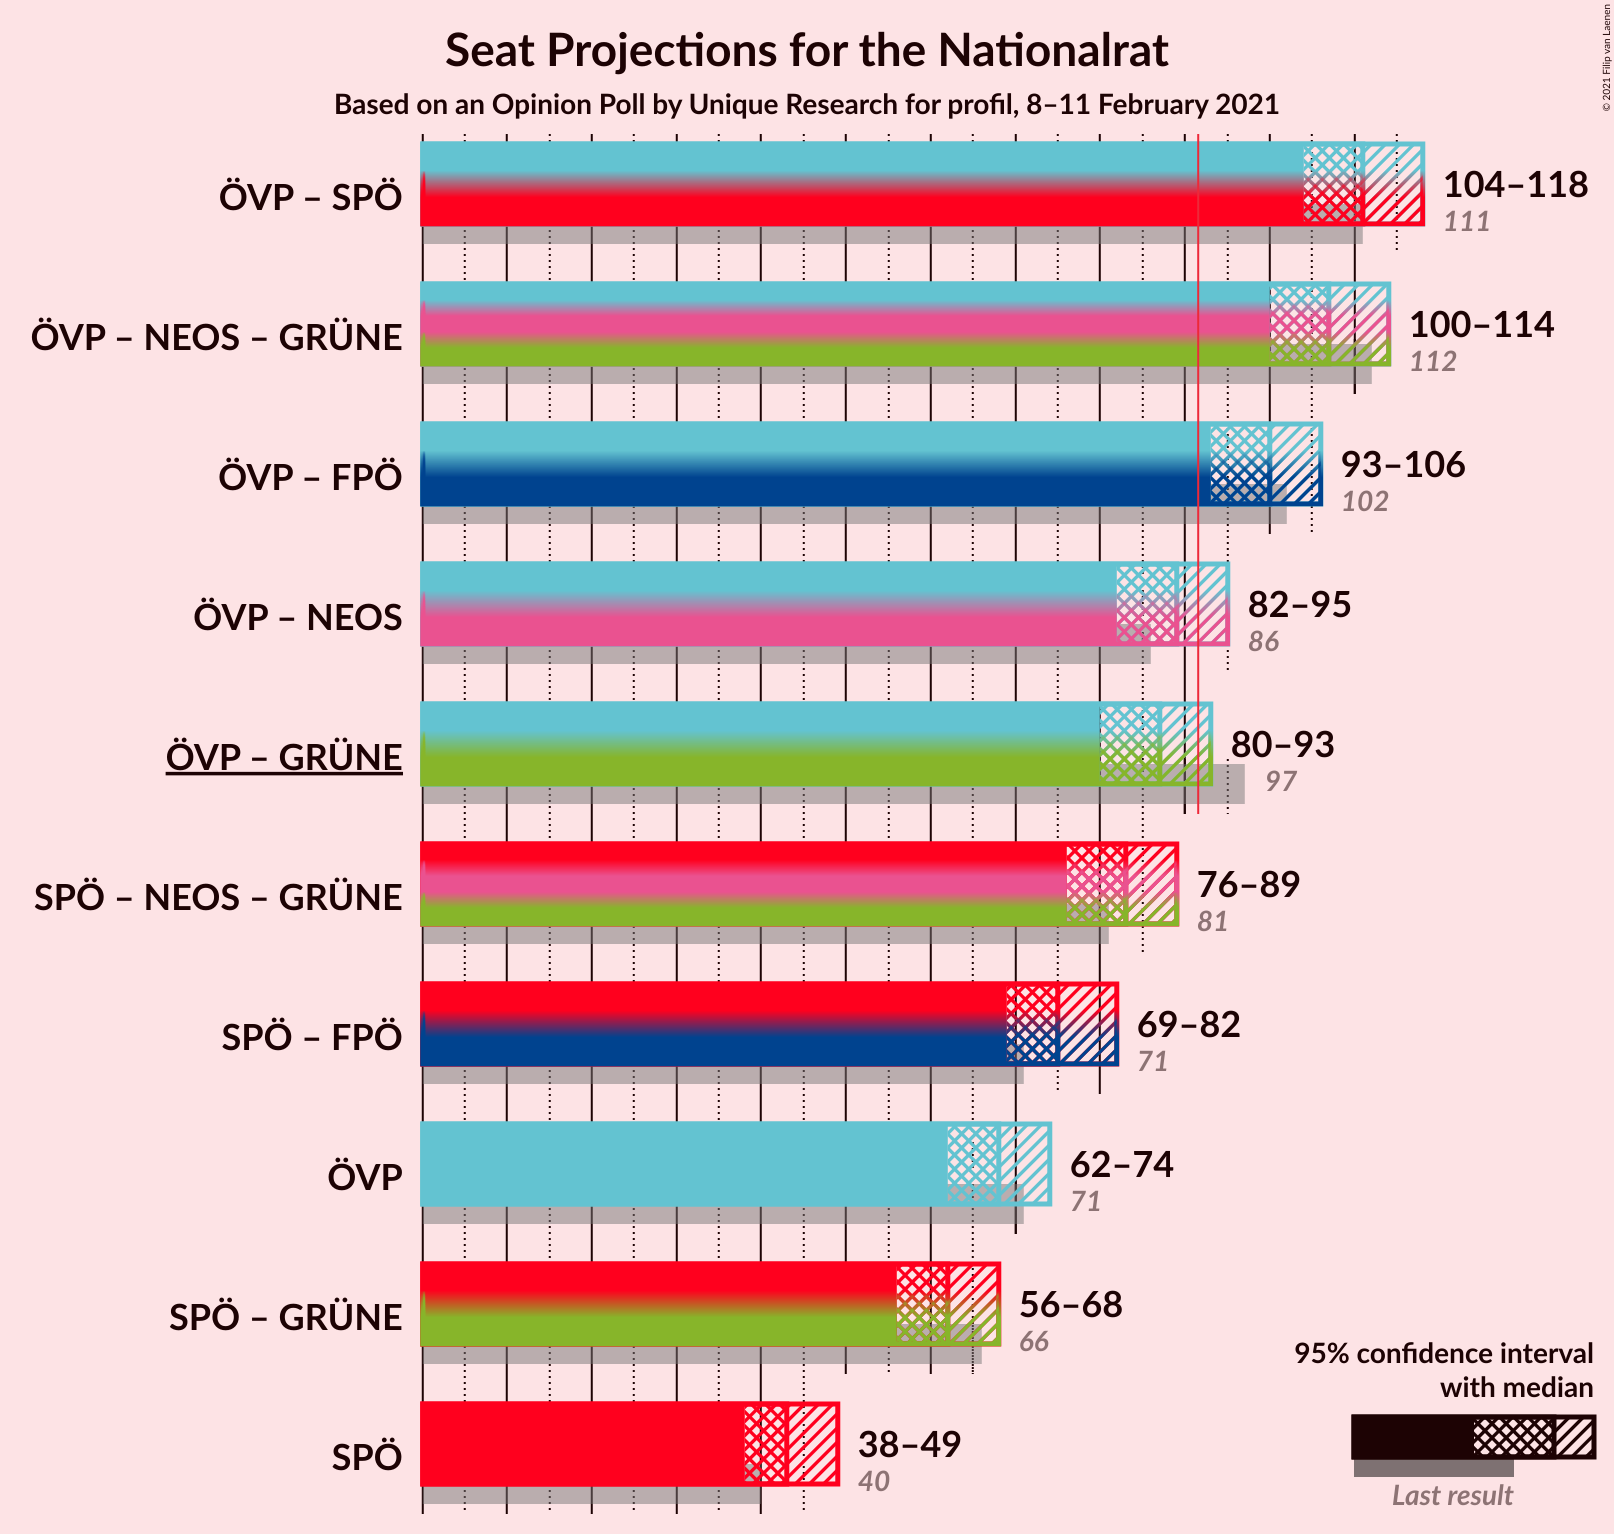 Seat Projections for the Nationalrat
Based on an Opinion Poll by Unique Research for profil, 8–11 February 2021
© 2021 Filip van Laenen
ÖVP – SPÖ
104–118
111
ÖVP – NEOS – GRÜNE
100–114
112
ÖVP – FPÖ
93–106
102
ÖVP – NEOS
82–95
86
ÖVP – GRÜNE
80–93
97
SPÖ – NEOS – GRÜNE
76–89
81
SPÖ – FPÖ
69–82
71
ÖVP
62–74
71
SPÖ – GRÜNE
56–68
66
SPÖ
38–49
40
95% confidence interval
with median
Last result